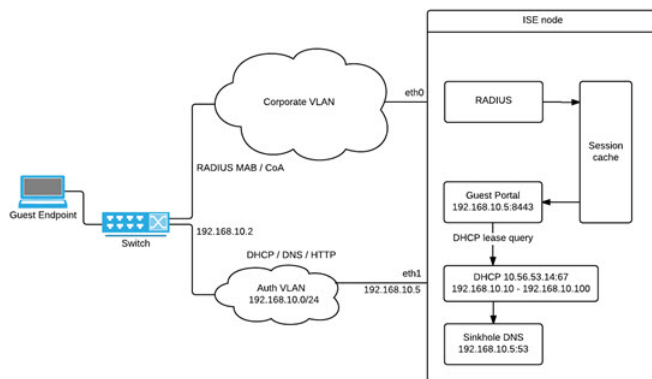 ISE node
Corporate VLAN
eth0
RADIUS
Session
cache
RADIUS MAB / CoA
Guest Endpoint
Switch
192.168.10.2
Guest Portal
192.168.10.5:8443
DHCP lease query
DHCP / DNS / HTTP
eth1
192.168.10.5
Auth VLAN
192.168.10.0/24
DHCP 10.56.53.14:67
192.168.10.10 - 192.168.10.100
Sinkhole DNS
192.168.10.5:53